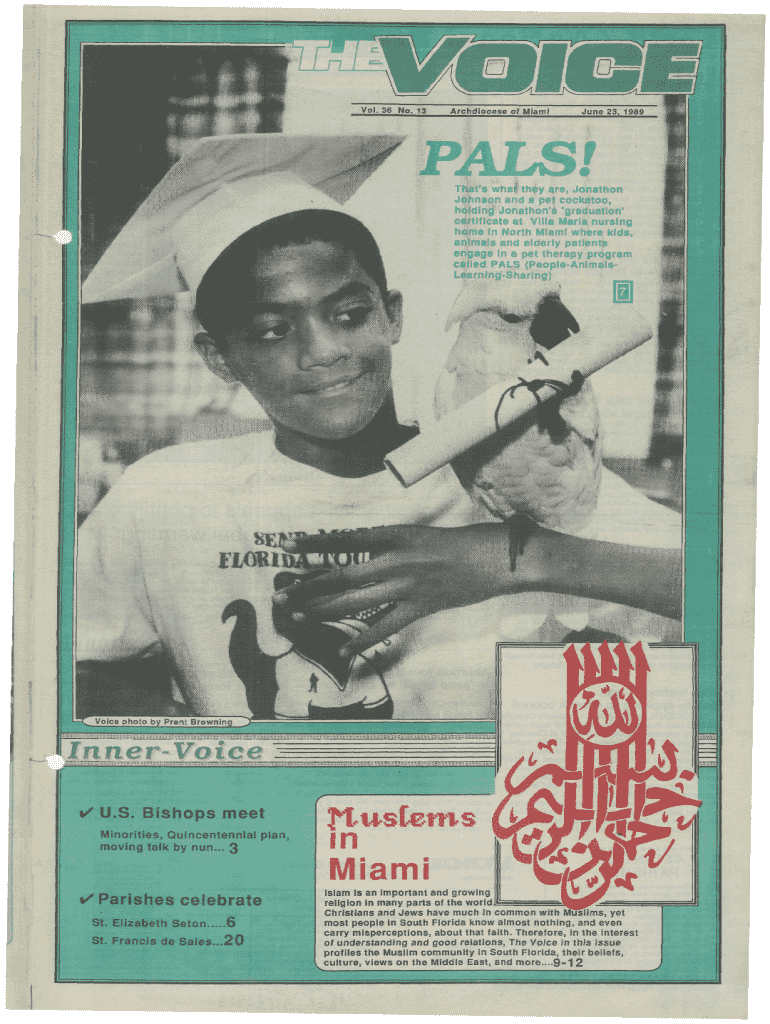 THE VOICE
Vol. 36 No. 13 Archdiocese of Miami June 23, 1989
PALS!
That's what they are, Jonathon
Johnson and a pet cockatoo,
holding Jonathon's 'graduation'
certificate at Villa Maria nursing
home in North Miami where kids,
animals and elderly patients
engage in a pet therapy program
called PALS (People-Animals-
Learning-Sharing)
7
FLORIDA
Voice photo by Prent Browning
Inner-Voice
✔ U.S. Bishops meet
Minorities, Quincentennial plan,
moving talk by nun... 3
✔ Parishes celebrate
St. Elizabeth Seton.....6
St. Francis de Sales...20
Muslems
in
Miami
Islam is an important and growing
religion in many parts of the world.
Christians and Jews have much in common with Muslims, yet
most people in South Florida know almost nothing, and even
carry misperceptions, about that faith. Therefore, in the interest
of understanding and good relations, The Voice in this issue
profiles the Muslim community in South Florida, their beliefs,
culture, views on the Middle East, and more....9-12